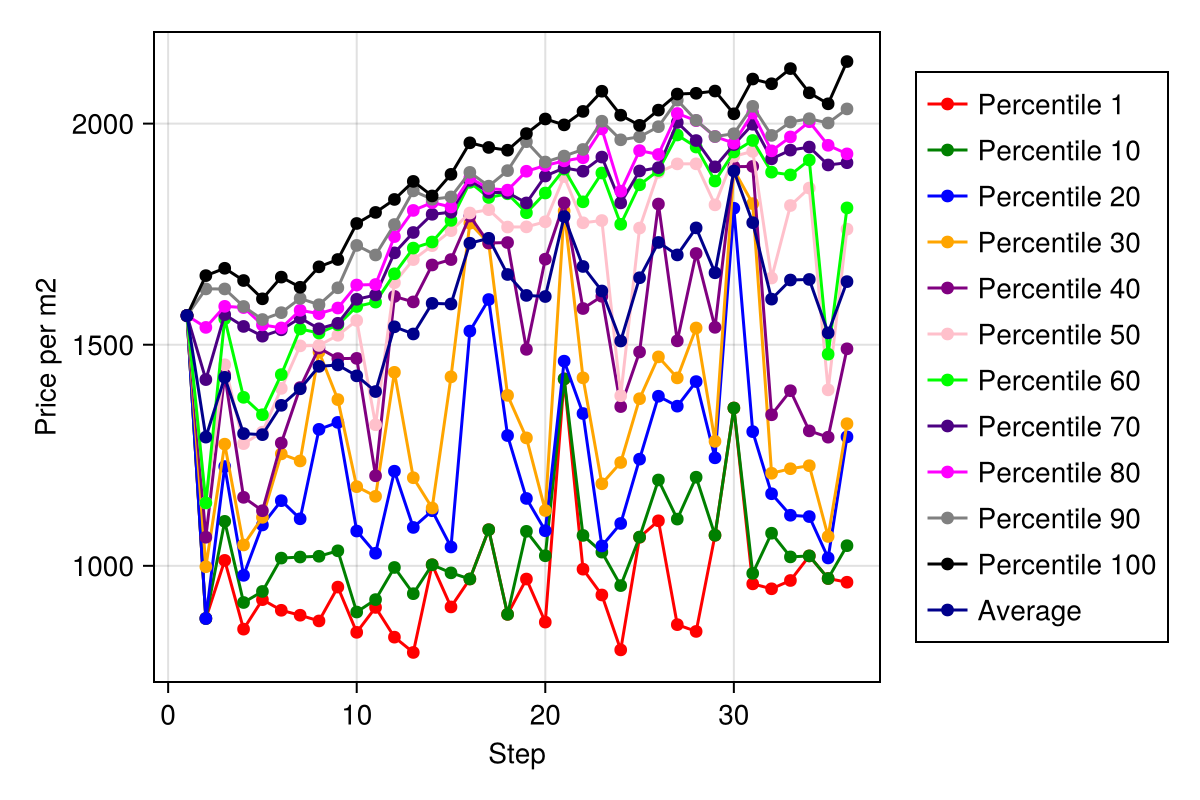 2000
1500
1000
Price per m2
0 10 20 30
Step
Percentile 1
Percentile 10
Percentile 20
Percentile 30
Percentile 40
Percentile 50
Percentile 60
Percentile 70
Percentile 80
Percentile 90
Percentile 100
Average